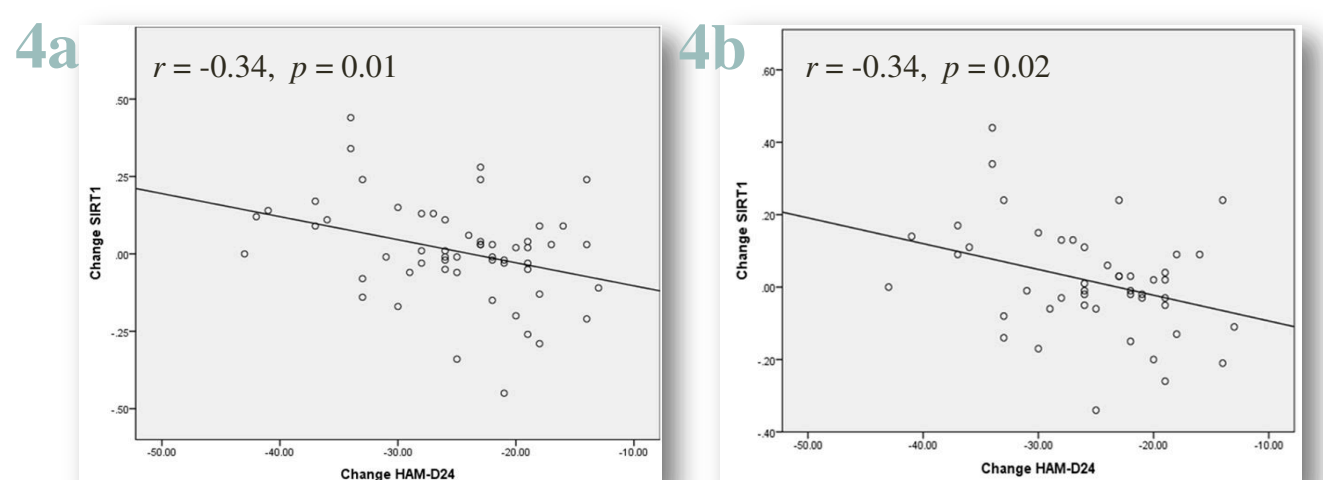 4a
r = -0.34, p = 0.01
.50
.25
.00
-.25
-.50
-50.00 -40.00 -30.00 -20.00 -10.00
Change HAM-D24
Change SIRT1
4b
r = -0.34, p = 0.02
.60
.40
.20
.00
-.20
-.40
-50.00 -40.00 -30.00 -20.00 -10.00
Change HAM-D24
Change SIRT1